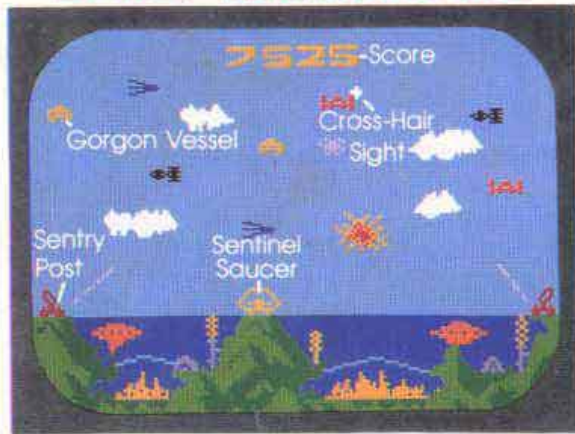 7525-Score
Cross-Hair
Gorgon Vessel
Sight
Sentry
Post
Sentinel
Saucer